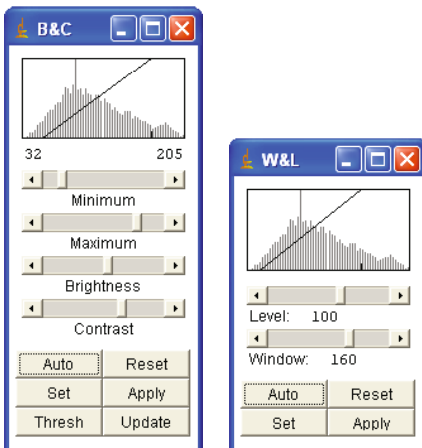 B&C
32 205
Minimum
Maximum
Brightness
Contrast
Auto Reset
Set Apply
Thresh Update
W&L
Level: 100
Window: 160
Auto Reset
Set Apply